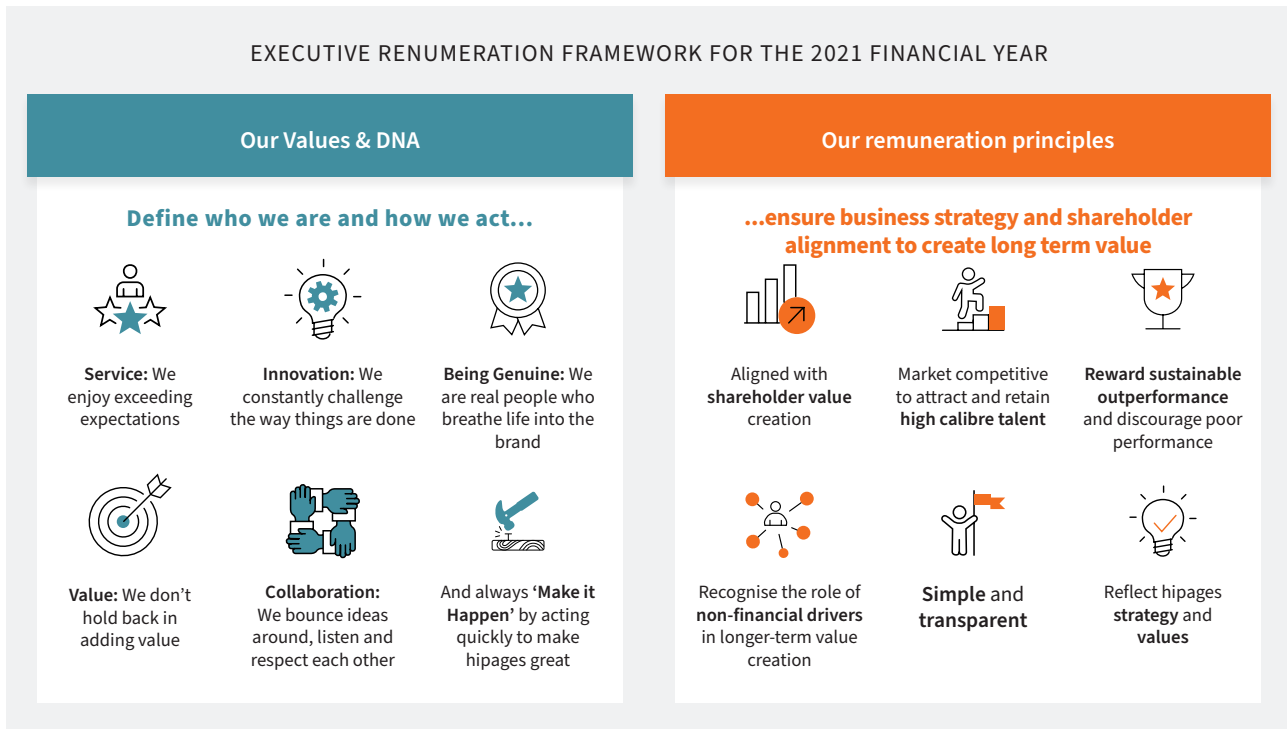 EXECUTIVE RENUMERATION FRAMEWORK FOR THE 2021 FINANCIAL YEAR
Our Values & DNA
Define who we are and how we act...
Service: We
enjoy exceeding
expectations
Innovation: We
constantly challenge
the way things are done
Being Genuine: We
are real people who
breathe life into the
brand
Value: We don't
hold back in
adding value
Collaboration:
We bounce ideas
around, listen and
respect each other
And always 'Make it
Happen' by acting
quickly to make
hipages great
Our remuneration principles
...ensure business strategy and shareholder
alignment to create long term value
Aligned with
shareholder value
creation
Market competitive
to attract and retain
high calibre talent
Reward sustainable
outperformance
and discourage poor
performance
Recognise the role of
non-financial drivers
in longer-term value
creation
Simple and
transparent
Reflect hipages
strategy and
values